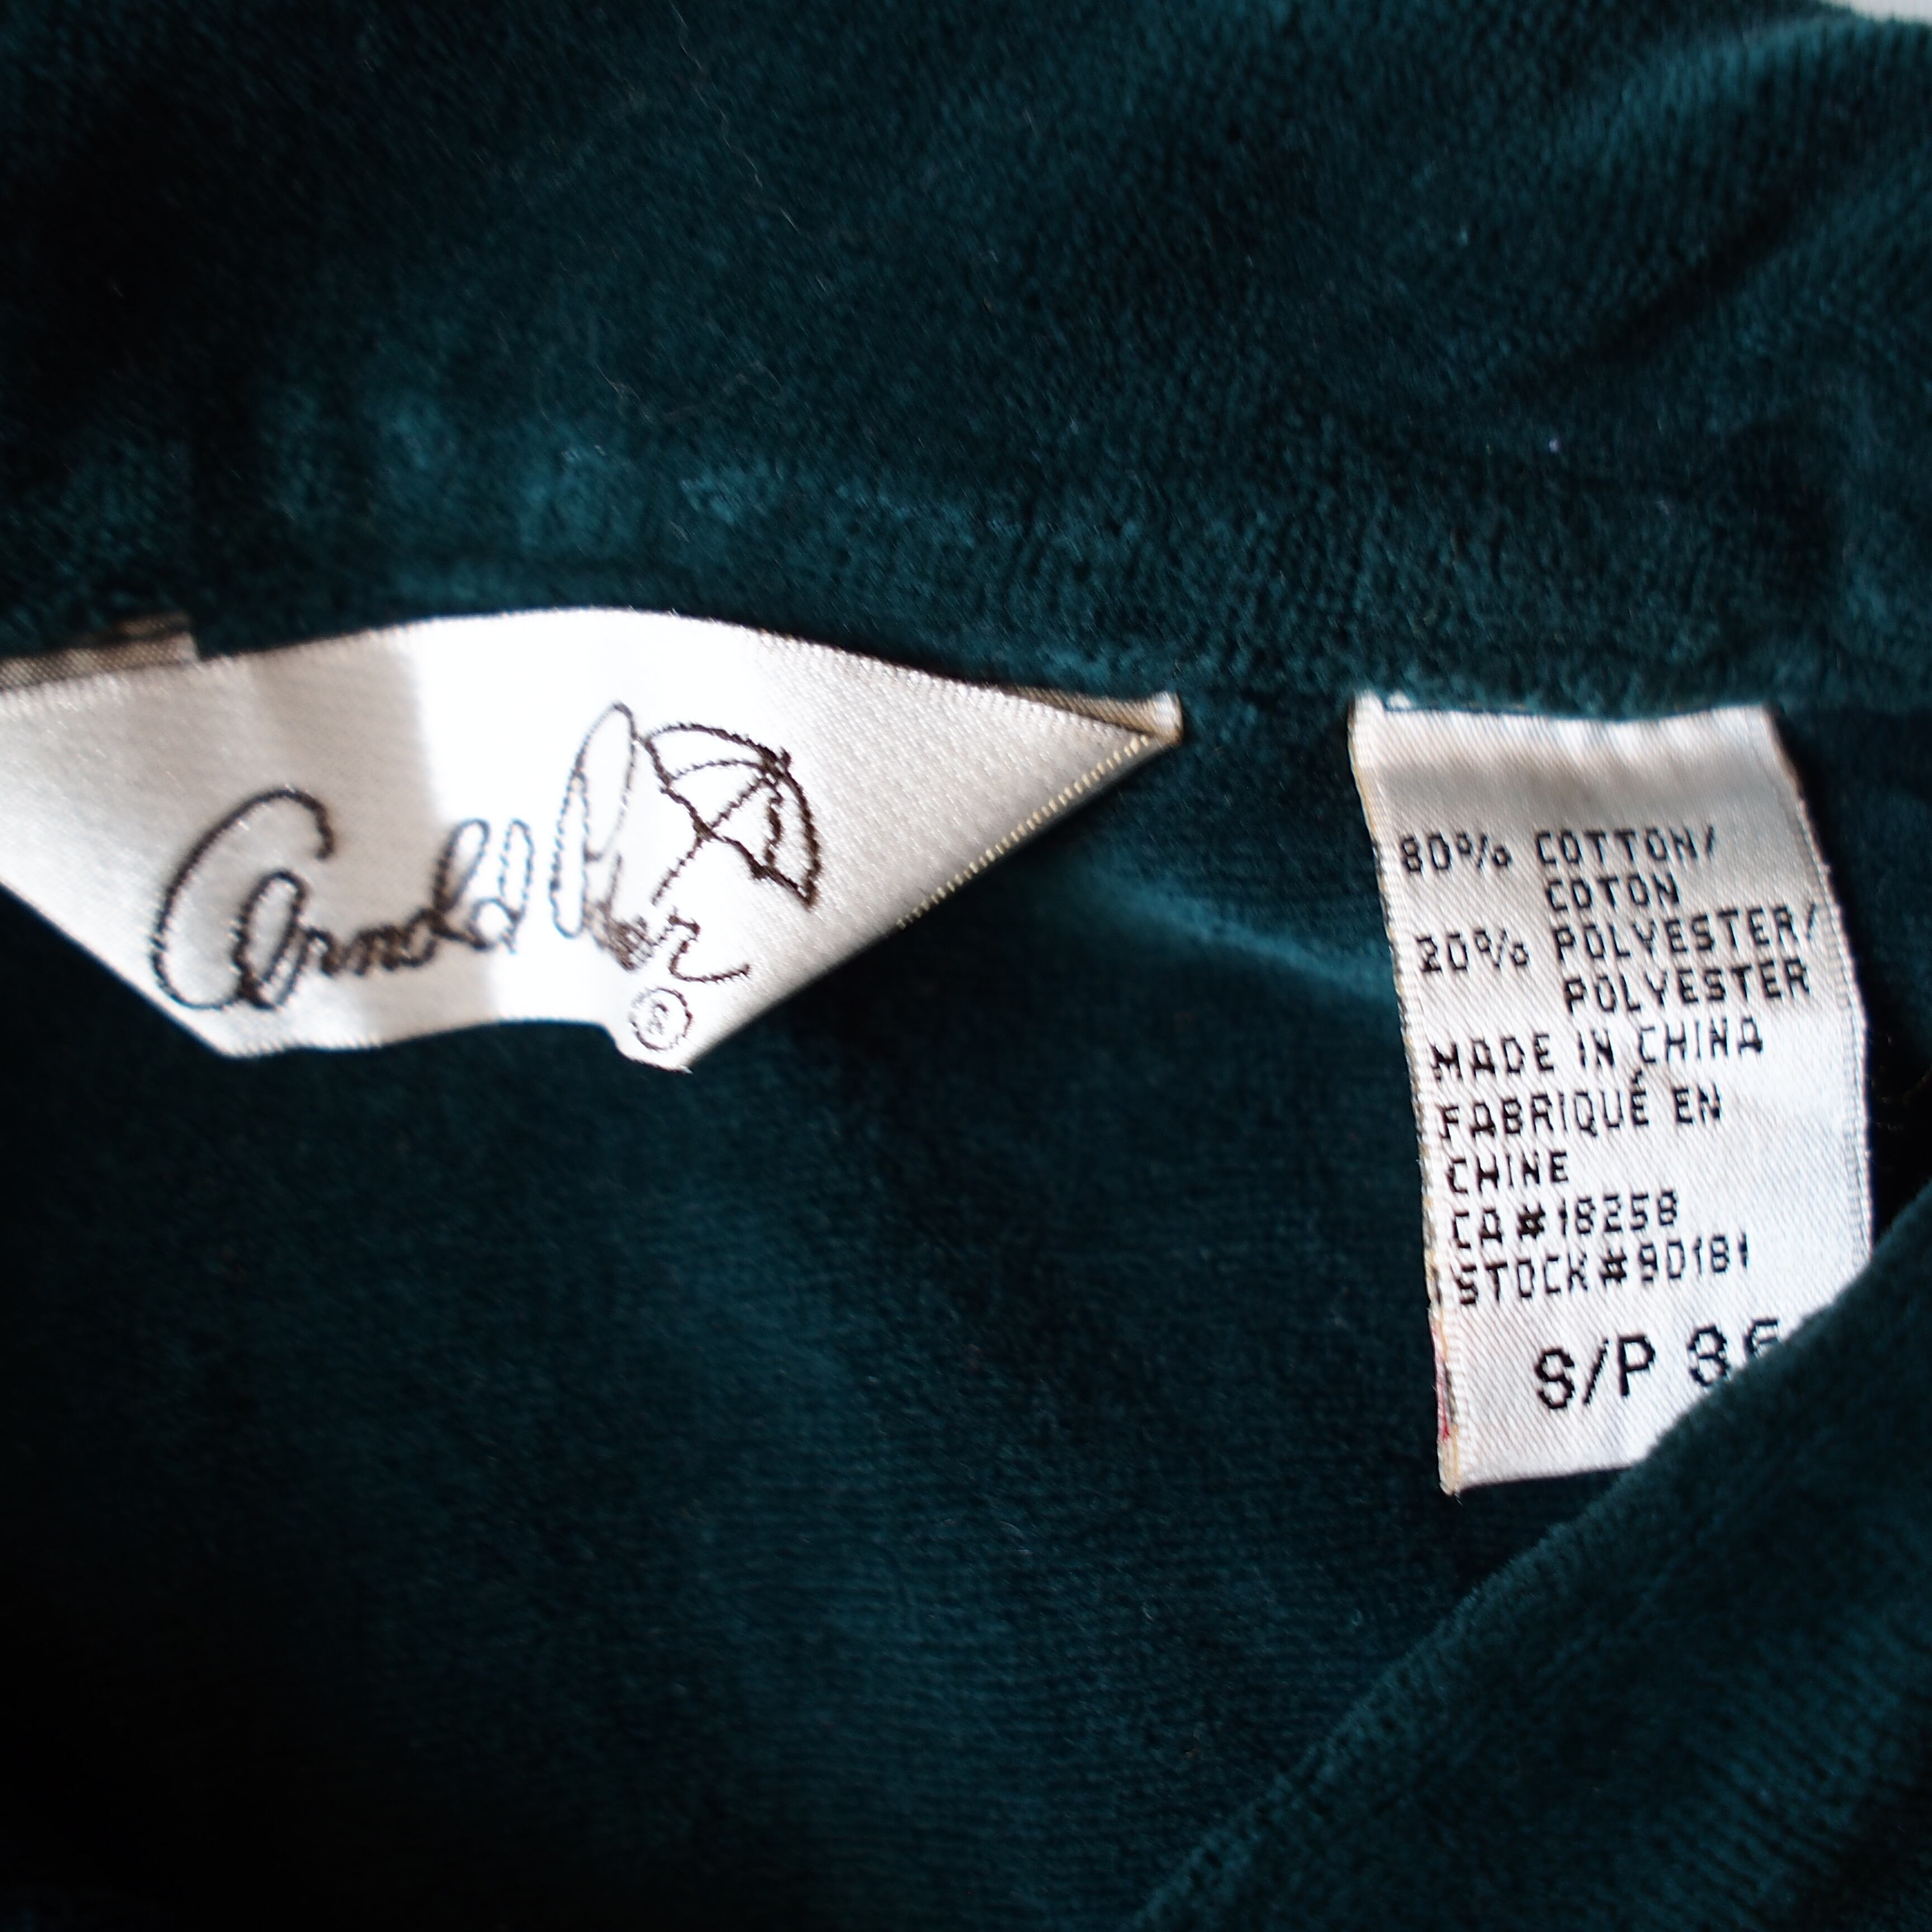 Arnold Palmer
®
80% COTTON/
COTON
20% POLYESTER/
POLYESTER
MADE IN CHINA
FABRIQUÉ EN
CHINE
CA#18258
STOCK#90181
S/P 36